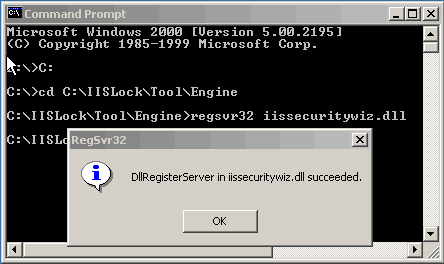 Command Prompt
Microsoft Windows 2000 [Version 5.00.2195]
(C) Copyright 1985-1999 Microsoft Corp.
C:\>C:
C:\>cd C:\IISLock\Tool\Engine
C:\IISLock\Tool\Engine>regsvr32 iissecuritywiz.dll
C:\IISLo
RegSvr32
DllRegisterServer in iissecuritywiz.dll succeeded.
OK